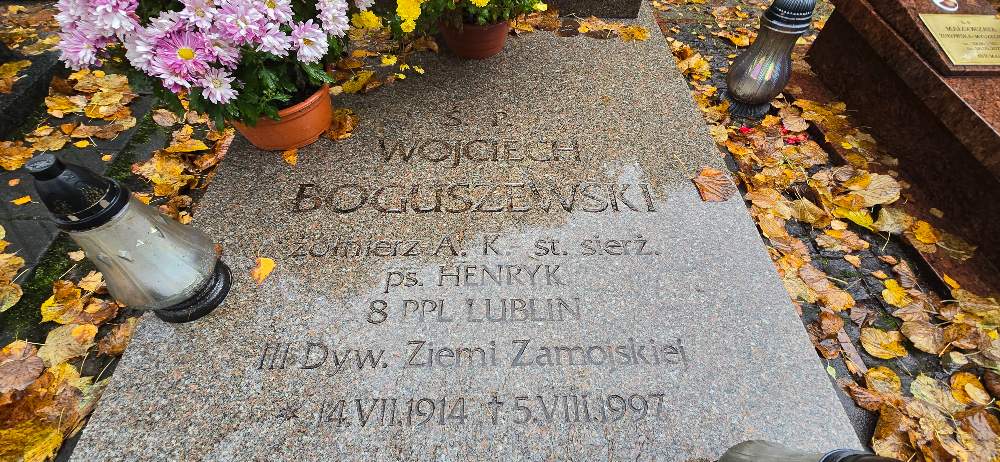 Ś. P.
WOJCIECH
BOGUSZEWSKI
żołnierz A. K. st. sierż.
ps. HENRYK
8 PPL LUBLIN
III Dyw. Ziemi Zamojskiej
* 14.VII.1914 † 5.VIII.1997